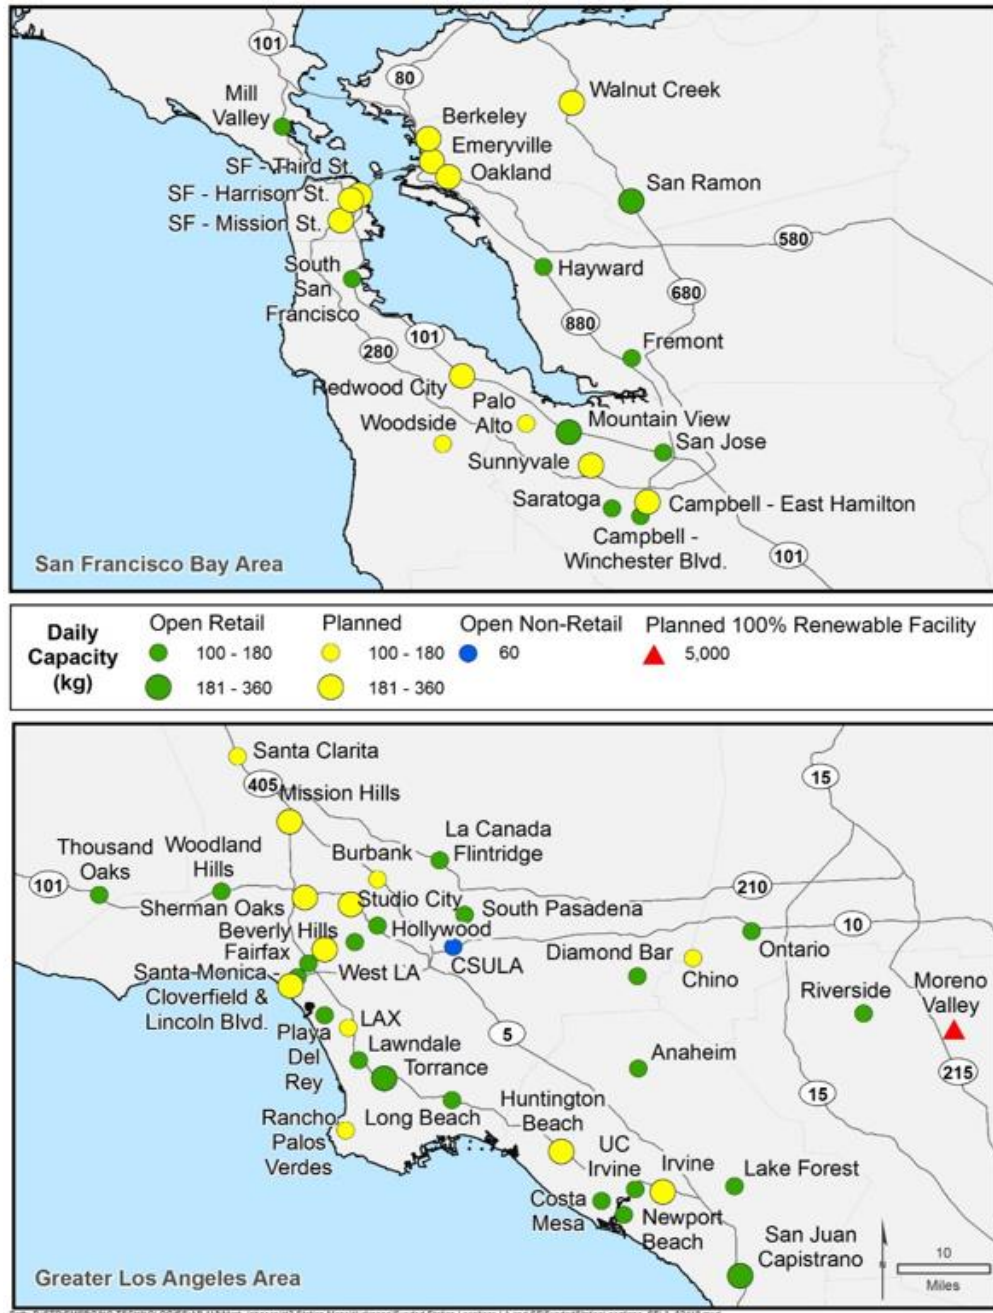 101
80
Mill
Valley
Walnut Creek
Berkeley
Emeryville
Oakland
SF - Third St.
SF - Harrison St.
SF - Mission St.
San Ramon
580
South
San
Francisco
Hayward
680
880
101
280
Fremont
Redwood City
Palo
Alto
Woodside
Mountain View
San Jose
Sunnyvale
Saratoga
Campbell - East Hamilton
Campbell -
Winchester Blvd.
101
San Francisco Bay Area
Daily
Capacity
(kg)
Open Retail
100 - 180
181 - 360
Planned
100 - 180
181 - 360
Open Non-Retail
60
Planned 100% Renewable Facility
5,000
Santa Clarita
405
15
Mission Hills
Thousand
Oaks
Woodland
Hills
Burbank
La Canada
Flintridge
101
210
Sherman Oaks
Studio City
South Pasadena
Beverly Hills
Hollywood
10
Fairfax
CSULA
Diamond Bar
Chino
Ontario
Santa Monica -
Cloverfield &
Lincoln Blvd.
West LA
Riverside
Moreno
Valley
Playa
Del
Rey
LAX
Lawndale
Torrance
5
Anaheim
215
15
Long Beach
Huntington
Beach
Rancho
Palos
Verdes
UC
Irvine
Irvine
Lake Forest
Costa
Mesa
Newport
Beach
San Juan
Capistrano
N
10
Miles
Greater Los Angeles Area